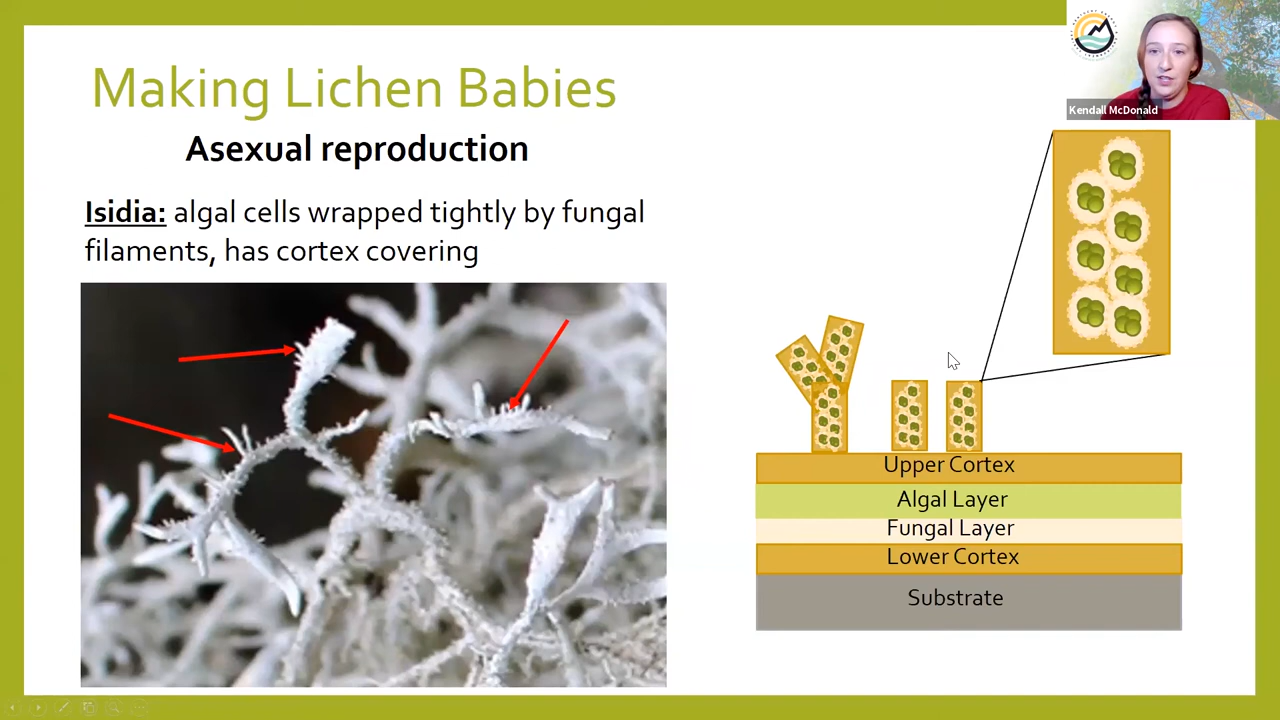 Making Lichen Babies
Asexual reproduction
Isidia: algal cells wrapped tightly by fungal
filaments, has cortex covering
Kendall McDonald
Upper Cortex
Algal Layer
Fungal Layer
Lower Cortex
Substrate